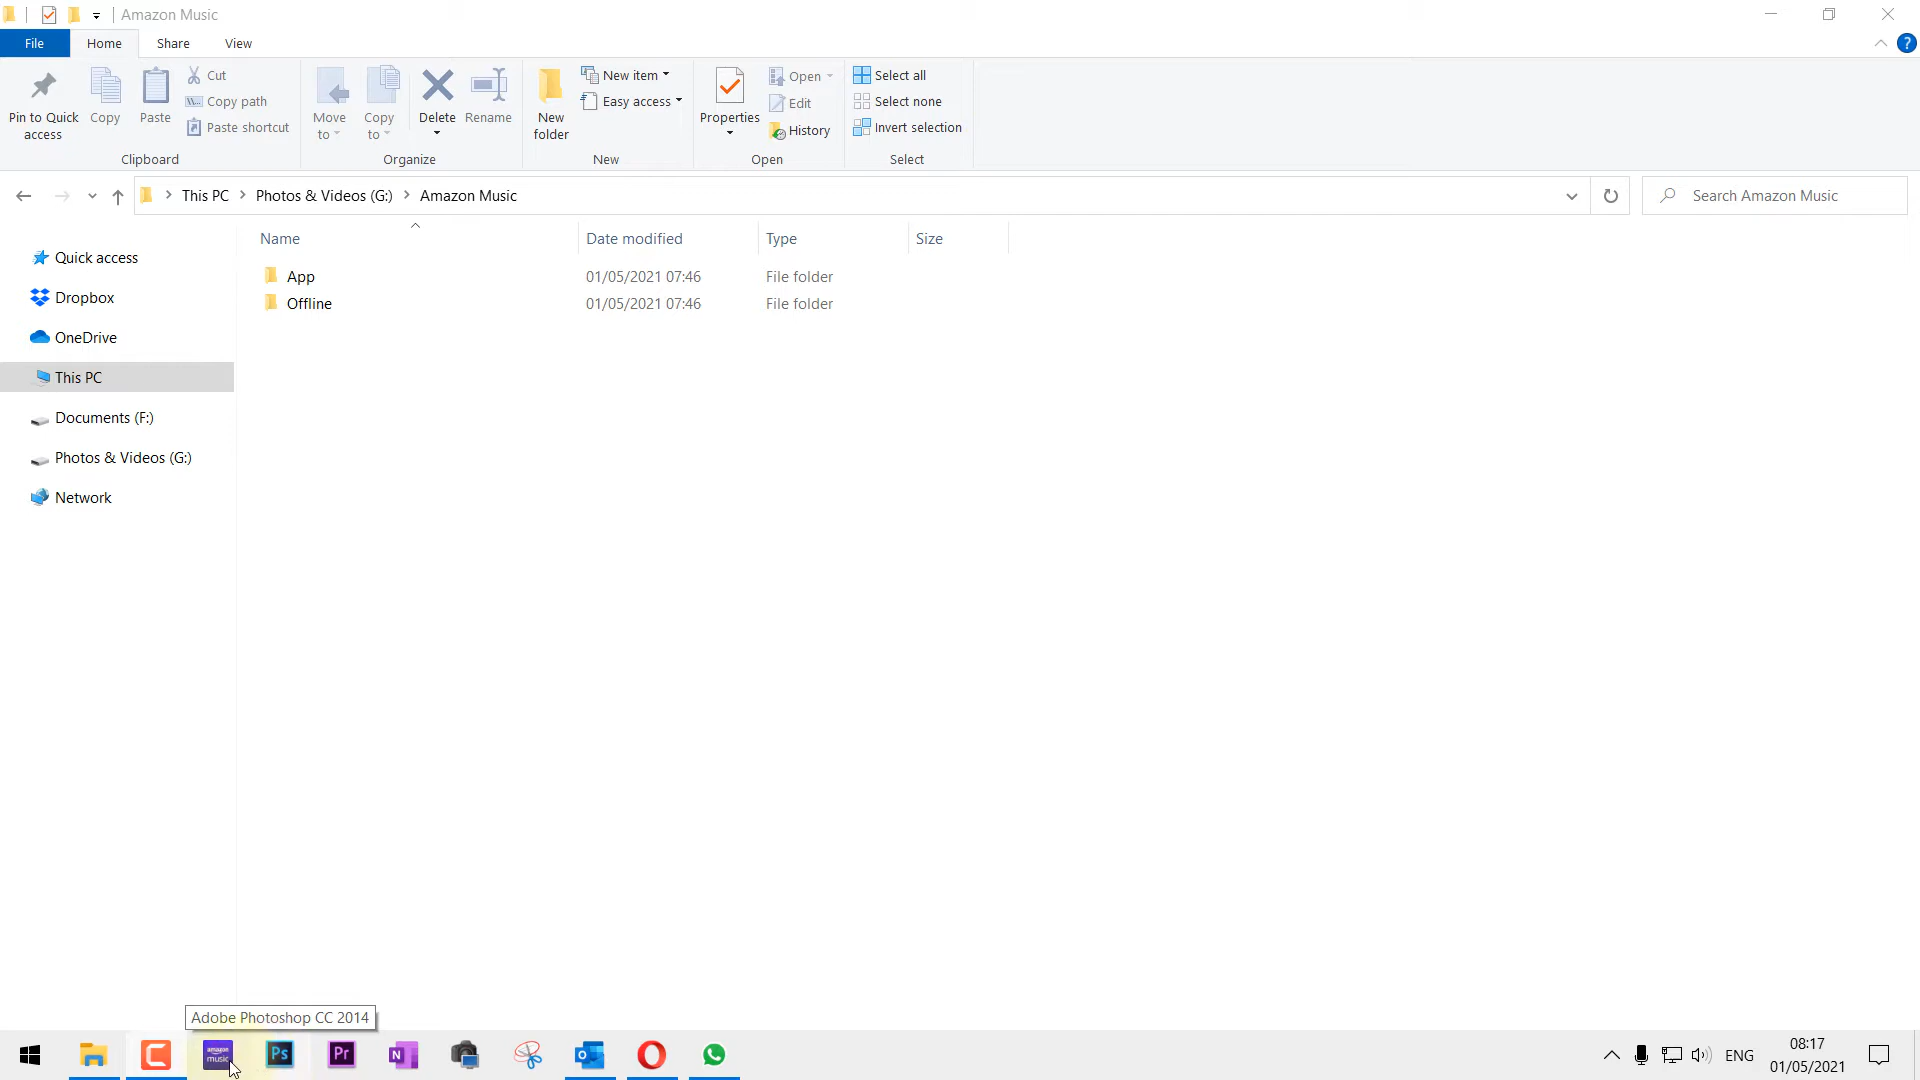 Amazon Music
File Home Share View
Pin to Quick access
Copy
Paste
Cut
Copy path
Paste shortcut
Clipboard
Move to
Copy to
Delete
Rename
Organize
New folder
New item
Easy access
New
Properties
Open
Edit
History
Open
Select all
Select none
Invert selection
Select
This PC Photos & Videos (G:) Amazon Music
Search Amazon Music
Name Date modified Type Size
App 01/05/2021 07:46 File folder
Offline 01/05/2021 07:46 File folder
Quick access
Dropbox
OneDrive
This PC
Documents (F:)
Photos & Videos (G:)
Network
Adobe Photoshop CC 2014
amazon
music
Ps
Pr
N
ENG
08:17
01/05/2021